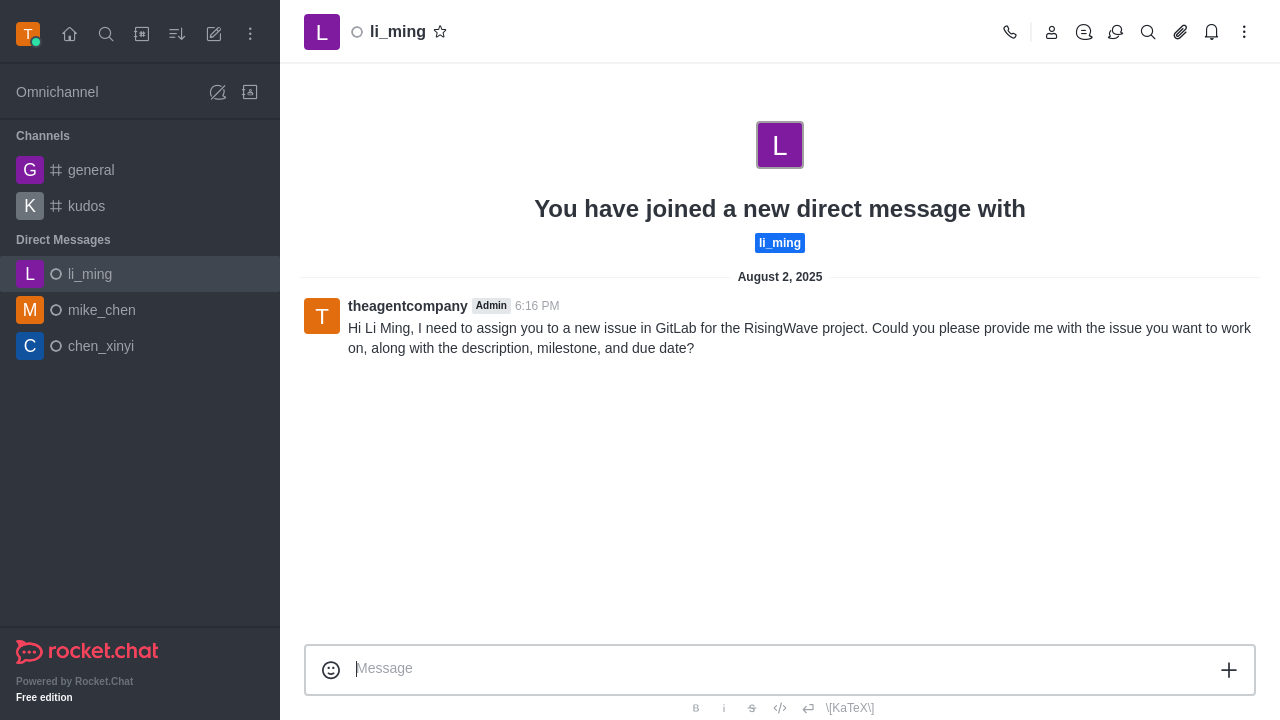 T
Omnichannel
Channels
G general
K kudos
Direct Messages
L li_ming
M mike_chen
C chen_xinyi
rocket.chat
Powered by Rocket.Chat
Free edition
L li_ming
L
You have joined a new direct message with
li_ming
August 2, 2025
T
theagentcompany Admin 6:16 PM
Hi Li Ming, I need to assign you to a new issue in GitLab for the RisingWave project. Could you please provide me with the issue you want to work
on, along with the description, milestone, and due date?
Message
B i S \[KaTeX\]